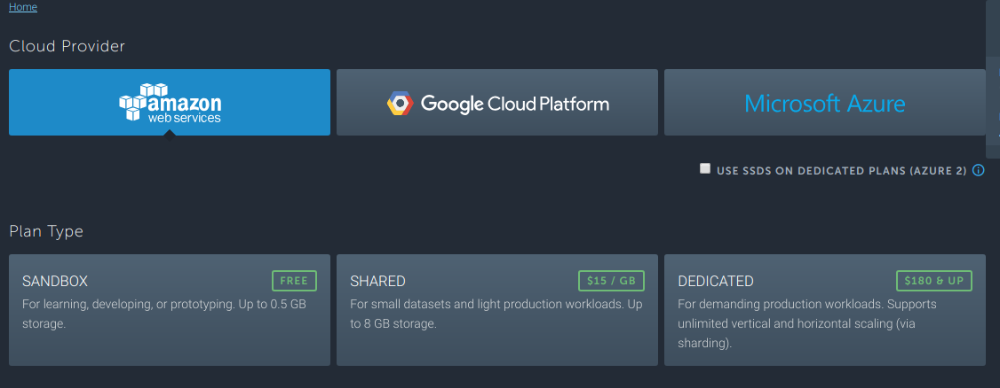 Home
Cloud Provider
amazon
web services
Google Cloud Platform
Microsoft Azure
USE SSDS ON DEDICATED PLANS (AZURE 2)
Plan Type
SANDBOX
FREE
For learning, developing, or prototyping. Up to 0.5 GB
storage.
SHARED
$15 / GB
For small datasets and light production workloads. Up
to 8 GB storage.
DEDICATED
$180 & UP
For demanding production workloads. Supports
unlimited vertical and horizontal scaling (via
sharding).